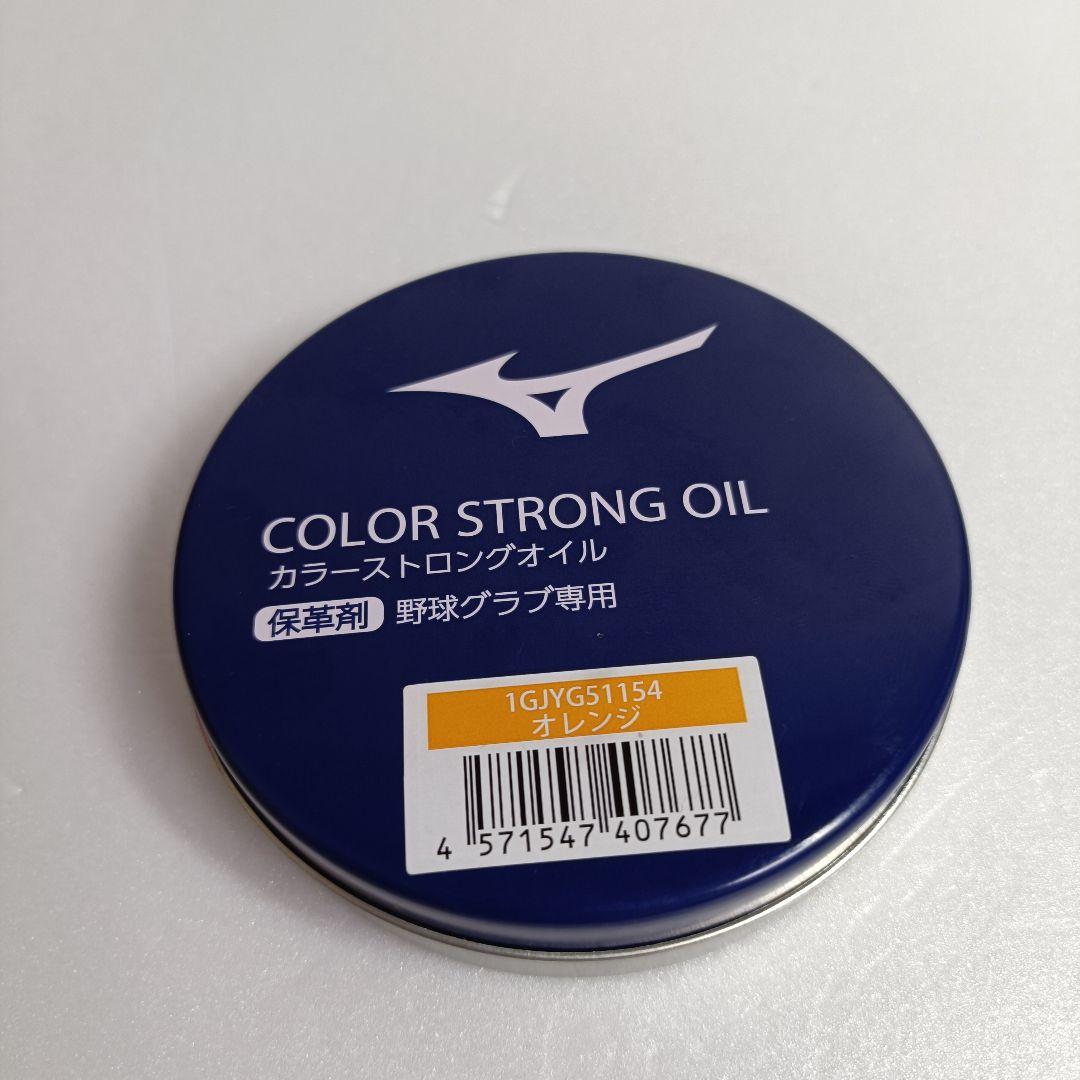 COLOR STRONG OIL
カラーストロングオイル
保革剤 野球グラブ専用
1GJYG51154
オレンジ
4 571547 407677